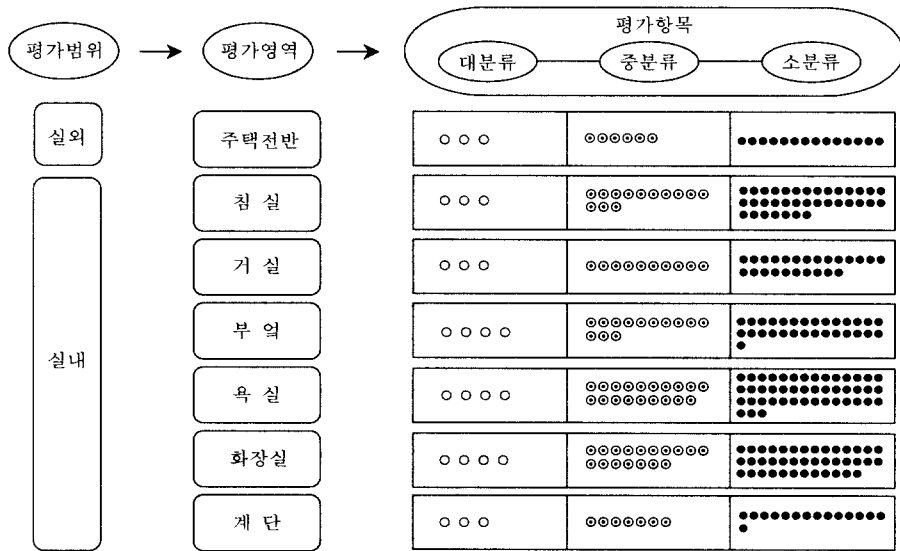 평가항목
평가범위 → 평가영역 → 대분류 중분류 소분류
실외 주택전반
침 실
거 실
부 엌
실내
욕 실
화장실
계 단